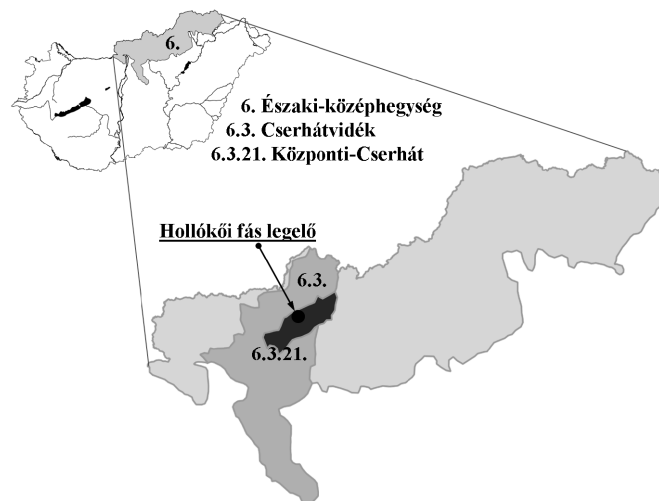 6.
6. Északi-középhegység
6.3. Cserhátvidék
6.3.21. Központi-Cserhát
Hollókői fás legelő
6.3.
6.3.21.